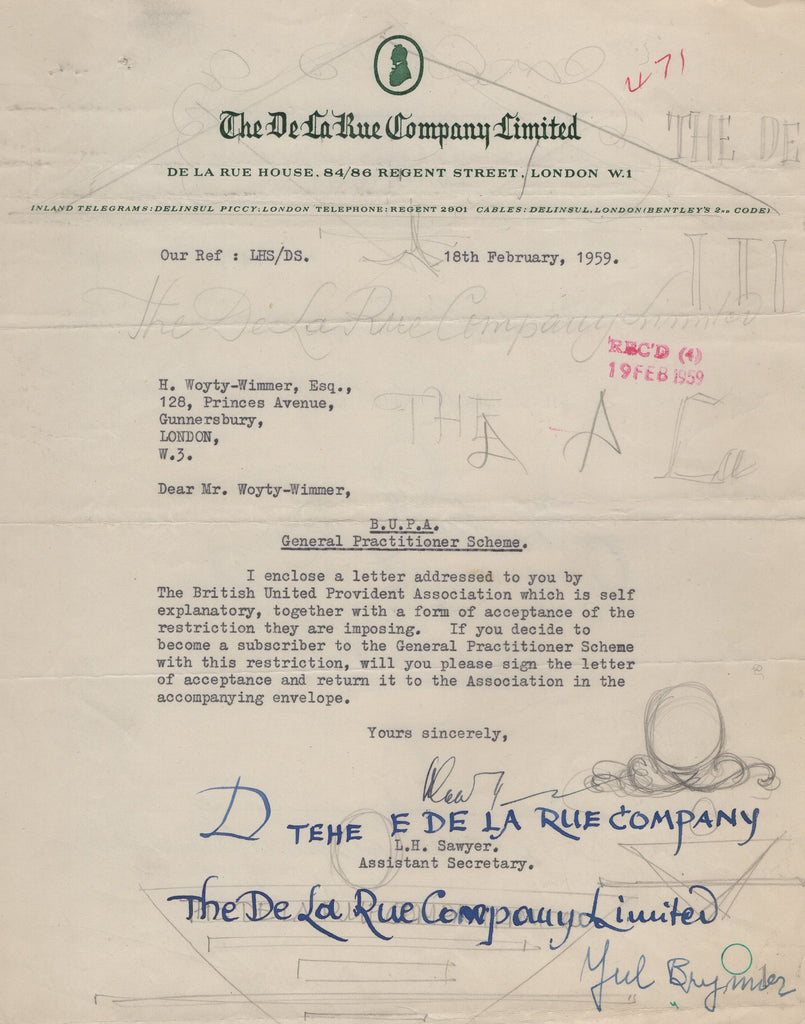 471
The De La Rue Company Limited
THE DE
DE LA RUE HOUSE, 84/86 REGENT STREET, LONDON W.1
INLAND TELEGRAMS: DELINSUL PICCY. LONDON TELEPHONE: REGENT 2901 CABLES: DELINSUL, LONDON (BENTLEY'S 2ND CODE)
Our Ref : LHS/DS.
18th February, 1959.
The De La Rue Company Limited
REC'D (4)
19 FEB 1959
H. Woyty-Wimmer, Esq.,
128, Princes Avenue,
Gunnersbury,
LONDON,
W.3.
THE A La
Dear Mr. Woyty-Wimmer,
B.U.P.A.
General Practitioner Scheme.
I enclose a letter addressed to you by
The British United Provident Association which is self
explanatory, together with a form of acceptance of the
restriction they are imposing. If you decide to
become a subscriber to the General Practitioner Scheme
with this restriction, will you please sign the letter
of acceptance and return it to the Association in the
accompanying envelope.
Yours sincerely,
D TEHE E DE LA RUE COMPANY
L.H. Sawyer.
Assistant Secretary.
The De La Rue Company Limited
Yul